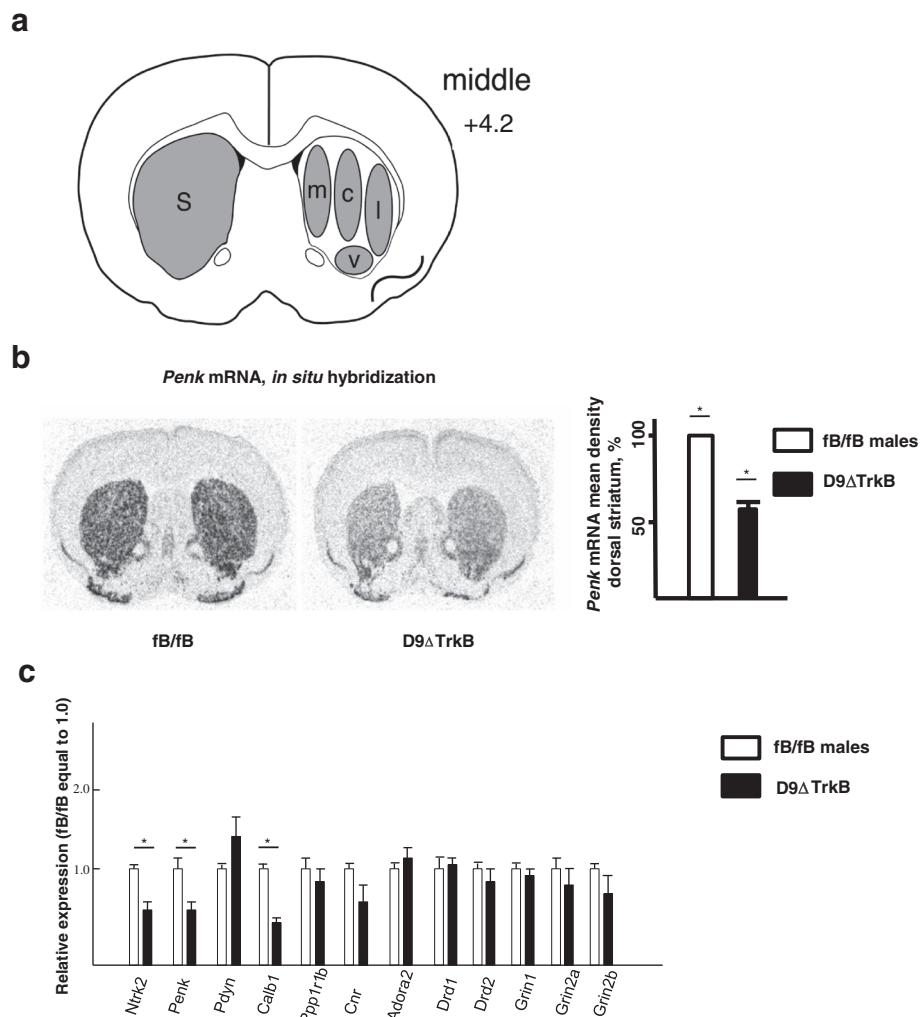 a
middle
+4.2
S
m
c
l
v
b
Penk mRNA, in situ hybridization
fB/fB
D9ΔTrkB
Penk mRNA mean density
dorsal striatum, %
100
50
*
*
fB/fB males
D9ΔTrkB
c
Relative expression (fB/fB equal to 1.0)
2.0
1.0
*
*
*
fB/fB males
D9ΔTrkB
Ntrk2
Penk
Pdyn
Calb1
Ppp1r1b
Cnr
Adora2
Drd1
Drd2
Grin1
Grin2a
Grin2b